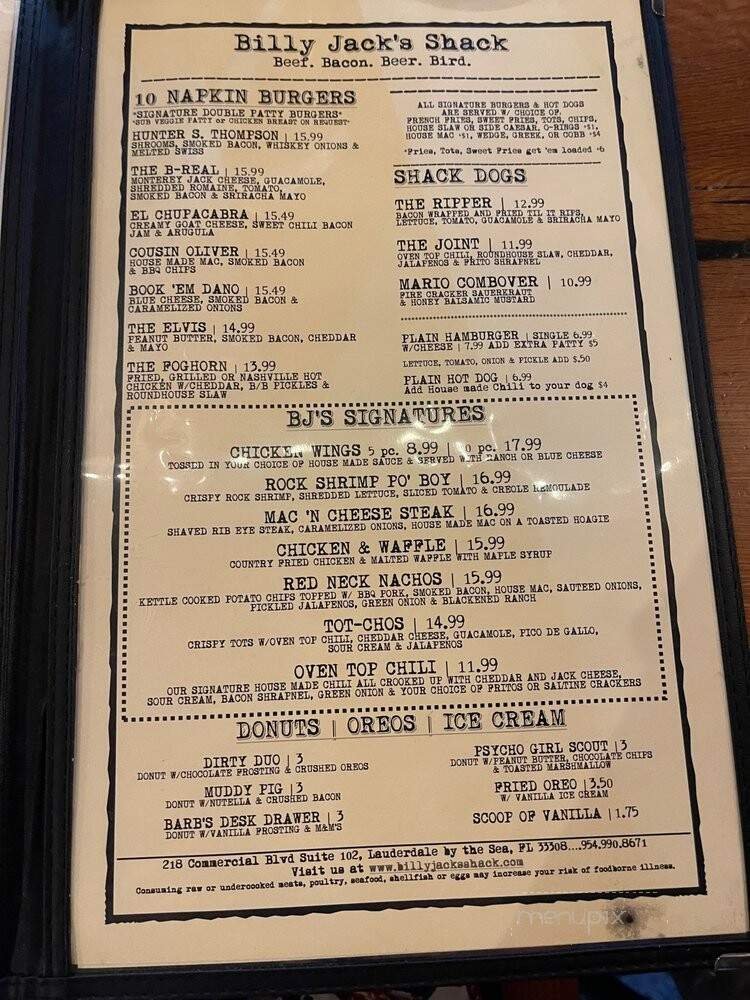 Billy Jack's Shack
Beef. Bacon. Beer. Bird.
10 NAPKIN BURGERS
*SIGNATURE DOUBLE PATTY BURGERS*
*SUB VEGGIE PATTY or CHICKEN BREAST ON REQUEST*
HUNTER S. THOMPSON | 15.99
SHROOMS, SMOKED BACON, WHISKEY ONIONS &
MELTED SWISS
THE B-REAL | 15.99
MONTEREY JACK CHEESE, GUACAMOLE,
SHREDDED ROMAINE, TOMATO,
SMOKED BACON & SRIRACHA MAYO
EL CHUPACABRA | 15.49
CREAMY GOAT CHEESE, SWEET CHILI BACON
JAM & ARUGULA
COUSIN OLIVER | 15.49
HOUSE MADE MAC, SMOKED BACON
& BBQ CHIPS
BOOK 'EM DANO | 15.49
BLUE CHEESE, SMOKED BACON &
CARAMELIZED ONIONS
THE ELVIS | 14.99
PEANUT BUTTER, SMOKED BACON, CHEDDAR
& MAYO
THE FOGHORN | 13.99
FRIED, GRILLED OR NASHVILLE HOT
CHICKEN W/CHEDDAR, B/B PICKLES &
ROUNDHOUSE SLAW
ALL SIGNATURE BURGERS & HOT DOGS
ARE SERVED W/ CHOICE OF
FRENCH FRIES, SWEET FRIES, TOTS, CHIPS,
HOUSE SLAW OR SIDE CAESAR, O-RINGS +$1,
HOUSE MAC +$1, WEDGE, GREEK, OR COBB +$4
*Fries, Tots, Sweet Fries get 'em loaded +6
SHACK DOGS
THE RIPPER | 12.99
BACON WRAPPED AND FRIED TIL IT RIPS,
LETTUCE, TOMATO, GUACAMOLE & SRIRACHA MAYO
THE JOINT | 11.99
OVEN TOP CHILI, ROUNDHOUSE SLAW, CHEDDAR,
JALAPENOS & FRITO SHRAPNEL
MARIO COMBOVER | 10.99
FIRE CRACKER SAUERKRAUT
& HONEY BALSAMIC MUSTARD
PLAIN HAMBURGER | SINGLE 6.99
W/CHEESE | 7.99 ADD EXTRA PATTY $5
LETTUCE, TOMATO, ONION & PICKLE ADD $.50
PLAIN HOT DOG | 6.99
Add House made Chili to your dog $4
BJ'S SIGNATURES
CHICKEN WINGS 5 pc. 8.99 | 0 pc. 17.99
TOSSED IN YOUR CHOICE OF HOUSE MADE SAUCE & SERVED WITH RANCH OR BLUE CHEESE
ROCK SHRIMP PO' BOY | 16.99
CRISPY ROCK SHRIMP, SHREDDED LETTUCE, SLICED TOMATO & CREOLE REMOULADE
MAC 'N CHEESE STEAK | 16.99
SHAVED RIB EYE STEAK, CARAMELIZED ONIONS, HOUSE MADE MAC ON A TOASTED HOAGIE
CHICKEN & WAFFLE | 15.99
COUNTRY FRIED CHICKEN & MALTED WAFFLE WITH MAPLE SYRUP
RED NECK NACHOS | 15.99
KETTLE COOKED POTATO CHIPS TOPPED W/ BBQ PORK, SMOKED BACON, HOUSE MAC, SAUTEED ONIONS,
PICKLED JALAPENOS, GREEN ONION & BLACKENED RANCH
TOT-CHOS | 14.99
CRISPY TOTS W/OVEN TOP CHILI, CHEDDAR CHEESE, GUACAMOLE, PICO DE GALLO,
SOUR CREAM & JALAPENOS
OVEN TOP CHILI | 11.99
OUR SIGNATURE HOUSE MADE CHILI ALL CROOKED UP WITH CHEDDAR AND JACK CHEESE,
SOUR CREAM, BACON SHRAPNEL, GREEN ONION & YOUR CHOICE OF FRITOS OR SALTINE CRACKERS
DONUTS | OREOS | ICE CREAM
DIRTY DUO | 3
DONUT W/CHOCOLATE FROSTING & CRUSHED OREOS
MUDDY PIG | 3
DONUT W/NUTELLA & CRUSHED BACON
BARB'S DESK DRAWER | 3
DONUT W/VANILLA FROSTING & M&M'S
PSYCHO GIRL SCOUT | 3
DONUT W/PEANUT BUTTER, CHOCOLATE CHIPS
& TOASTED MARSHMALLOW
FRIED OREO | 3.50
W/ VANILLA ICE CREAM
SCOOP OF VANILLA | 1.75
218 Commercial Blvd Suite 102, Lauderdale by the Sea, FL 33308....954.990.8671
Visit us at www.billyjacksshack.com
Consuming raw or undercooked meats, poultry, seafood, shellfish or eggs may increase your risk of foodborne illness.
menupix